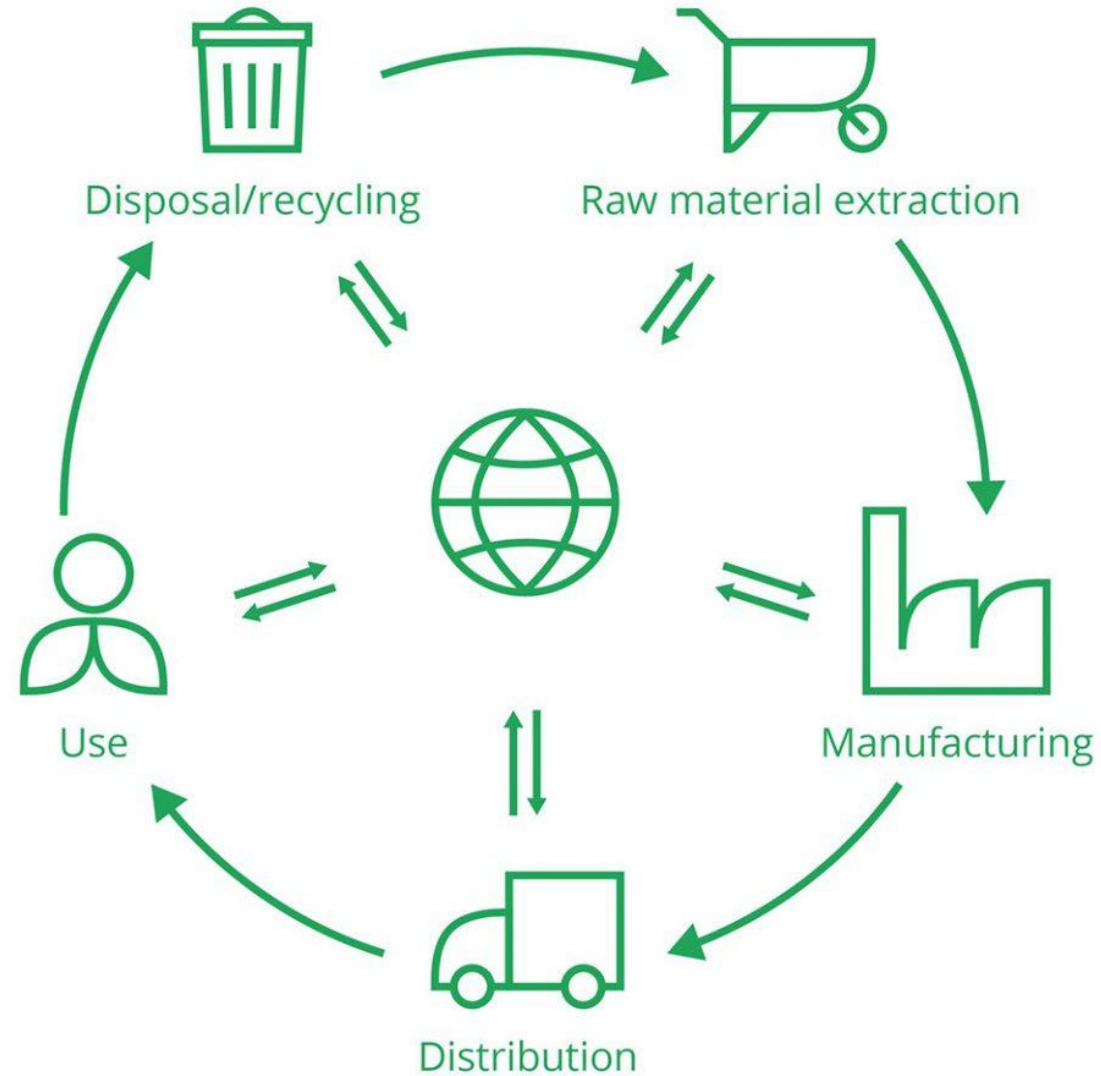 Disposal/recycling
Raw material extraction
Use
Manufacturing
Distribution